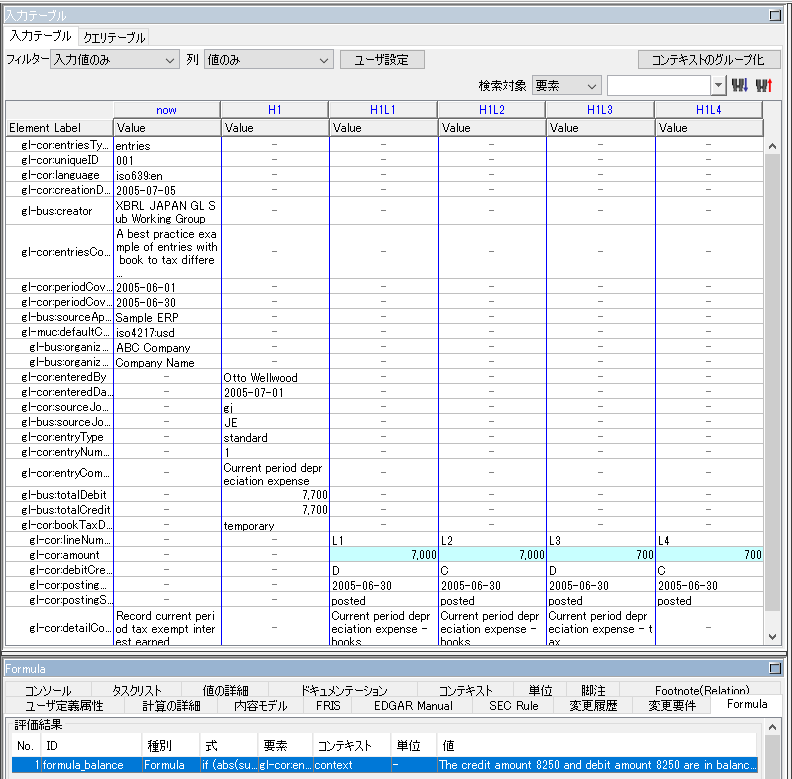 入力テーブル
入力テーブル クエリテーブル
フィルター 入力値のみ 列 値のみ ユーザ設定 コンテキストのグループ化
検索対象 要素
now H1 H1L1 H1L2 H1L3 H1L4
Element Label Value Value Value Value Value Value
gl-cor:entriesTy... entries - - - - -
gl-cor:uniqueID 001 - - - - -
gl-cor:language iso639:en - - - - -
gl-cor:creationD... 2005-07-05 - - - - -
gl-bus:creator XBRL JAPAN GL S - - - - -
ub Working Group
gl-cor:entriesCo... A best practice exa - - - - -
mple of entries with
book to tax differe
...
gl-cor:periodCov... 2005-06-01 - - - - -
gl-cor:periodCov... 2005-06-30 - - - - -
gl-bus:sourceAp... Sample ERP - - - - -
gl-muc:defaultC... iso4217:usd - - - - -
gl-bus:organiz... ABC Company - - - - -
gl-bus:organiz... Company Name - - - - -
gl-cor:enteredBy - Otto Wellwood - - - -
gl-cor:enteredDa... - 2005-07-01 - - - -
gl-cor:sourceJo... - gj - - - -
gl-bus:sourceJo... - JE - - - -
gl-cor:entryType - standard - - - -
gl-cor:entryNum... - 1 - - - -
gl-cor:entryCom... - Current period depr - - - -
eciation expense
gl-bus:totalDebit - 7,700 - - - -
gl-bus:totalCredit - 7,700 - - - -
gl-cor:bookTaxD... - temporary - - - -
gl-cor:lineNum... - - L1 L2 L3 L4
gl-cor:amount - - 7,000 7,000 700 700
gl-cor:debitCre... - - D C D C
gl-cor:posting... - - 2005-06-30 2005-06-30 2005-06-30 2005-06-30
gl-cor:postingS... - - posted posted posted posted
gl-cor:detailCo... Record current peri - Current period depr Current period depr Current period depr -
od tax exempt inter eciation expense - eciation expense - eciation expense - t
est earned books books ax
Formula
コンソール タスクリスト 値の詳細 ドキュメンテーション コンテキスト 単位 脚注 Footnote(Relation)
ユーザ定義属性 計算の詳細 内容モデル FRIS EDGAR Manual SEC Rule 変更履歴 変更要件 Formula
評価結果
No. ID 種別 式 要素 コンテキスト 単位 値
1 formula_balance Formula if (abs(su... gl-cor:en... context - The credit amount 8250 and debit amount 8250 are in balanc...